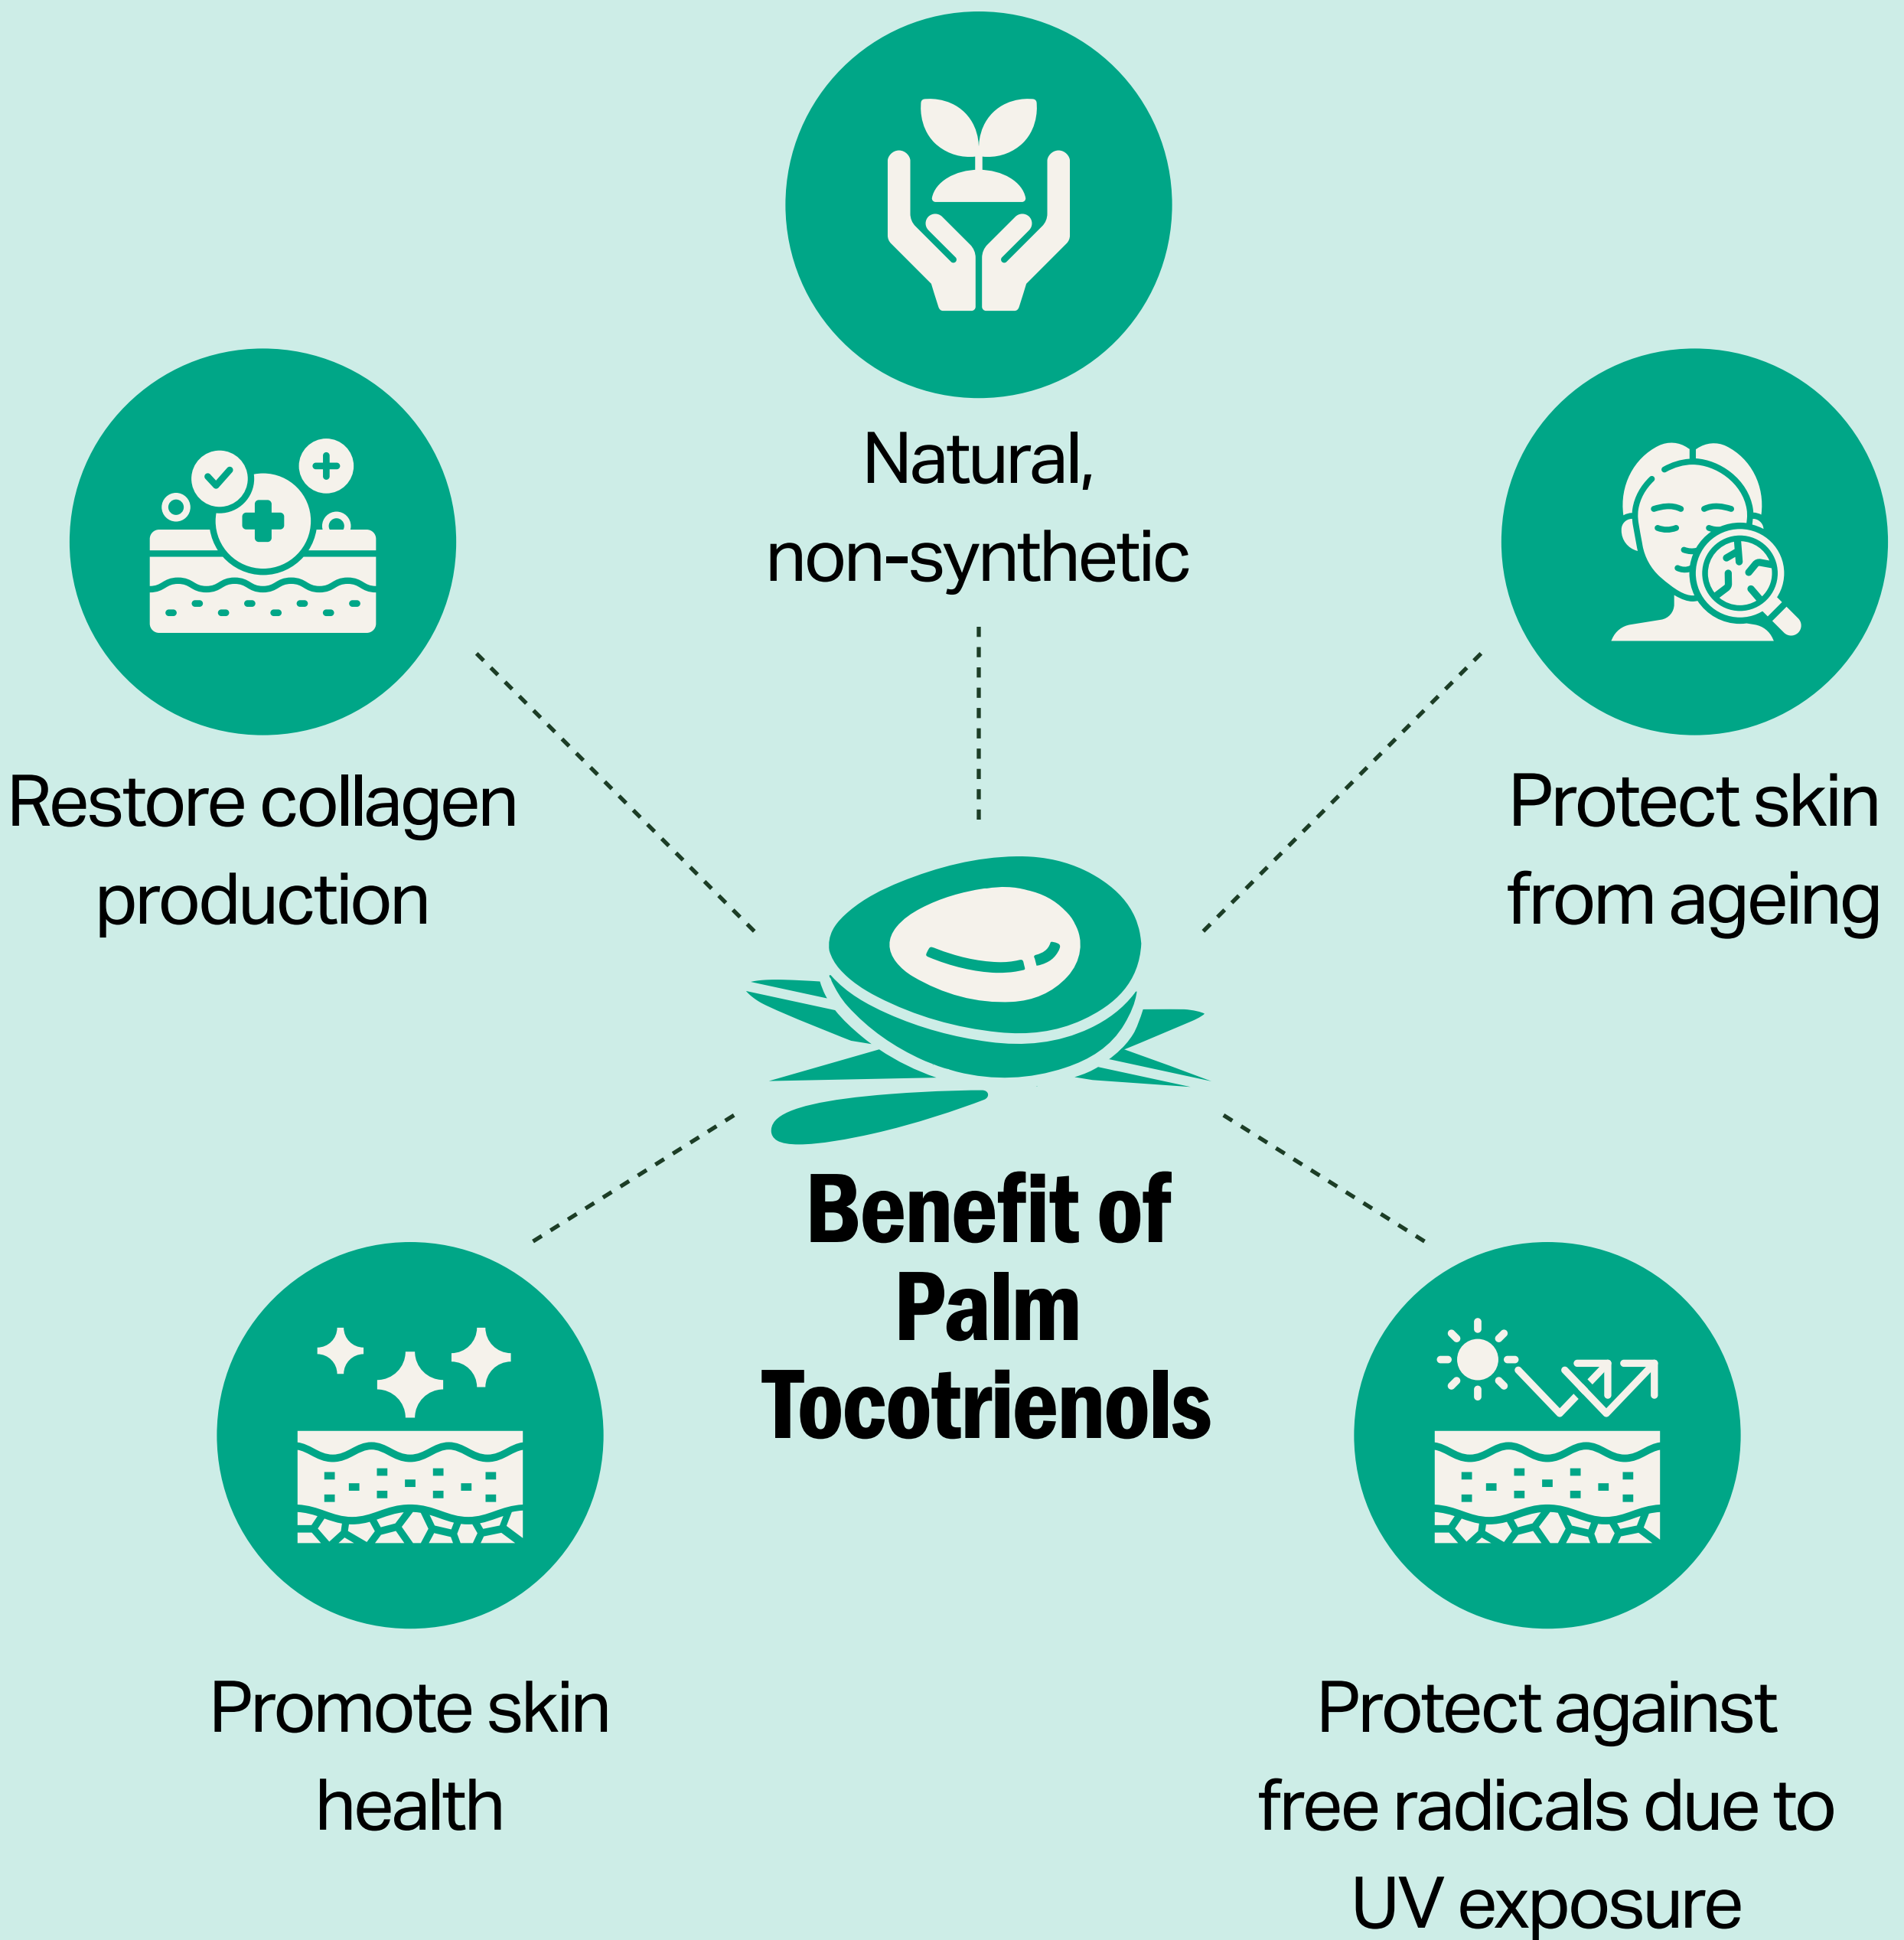 Natural,
non-synthetic
Restore collagen
production
Protect skin
from ageing
Benefit of
Palm
Tocotrienols
Promote skin
health
Protect against
free radicals due to
UV exposure